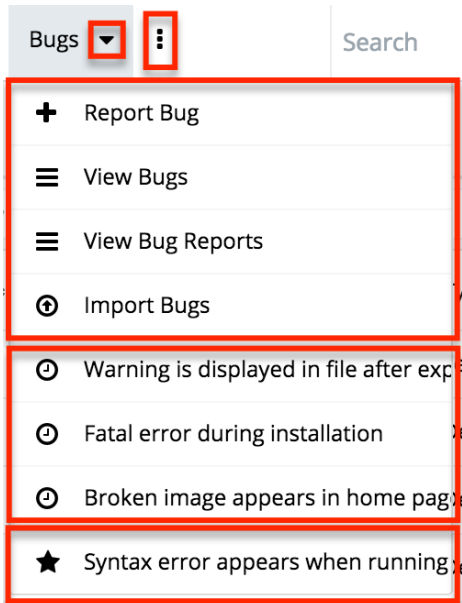 Bugs
Search
Report Bug
View Bugs
View Bug Reports
Import Bugs
Warning is displayed in file after exp
Fatal error during installation
Broken image appears in home pag
Syntax error appears when running